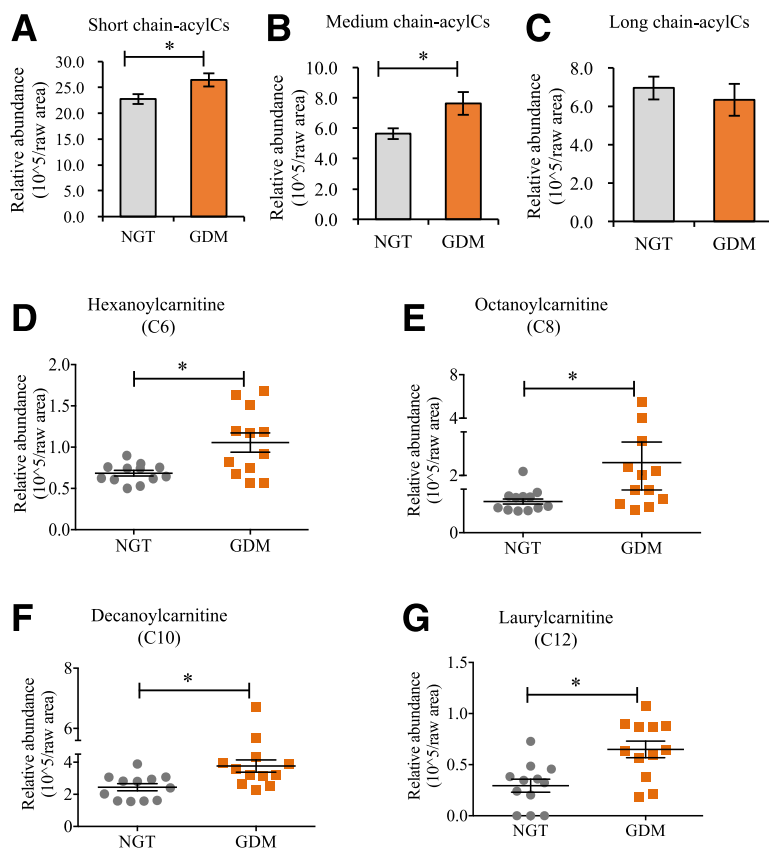 A
Short chain-acylCs
*
Relative abundance
(10^5/raw area)
30.0
25.0
20.0
15.0
10.0
5.0
0.0
NGT
GDM
B
Medium chain-acylCs
*
Relative abundance
(10^5/raw area)
10.0
8.0
6.0
4.0
2.0
0.0
NGT
GDM
C
Long chain-acylCs
Relative abundance
(10^5/raw area)
8.0
6.0
4.0
2.0
0.0
NGT
GDM
D
Hexanoylcarnitine
(C6)
*
Relative abundance
(10^5/raw area)
2.0
1.5
1.0
0.5
0.0
NGT
GDM
E
Octanoylcarnitine
(C8)
*
Relative abundance
(10^5/raw area)
8
4
2
0
NGT
GDM
F
Decanoylcarnitine
(C10)
*
Relative abundance
(10^5/raw area)
8
6
4
2
0
NGT
GDM
G
Laurylcarnitine
(C12)
*
Relative abundance
(10^5/raw area)
1.5
1.0
0.5
0.0
NGT
GDM